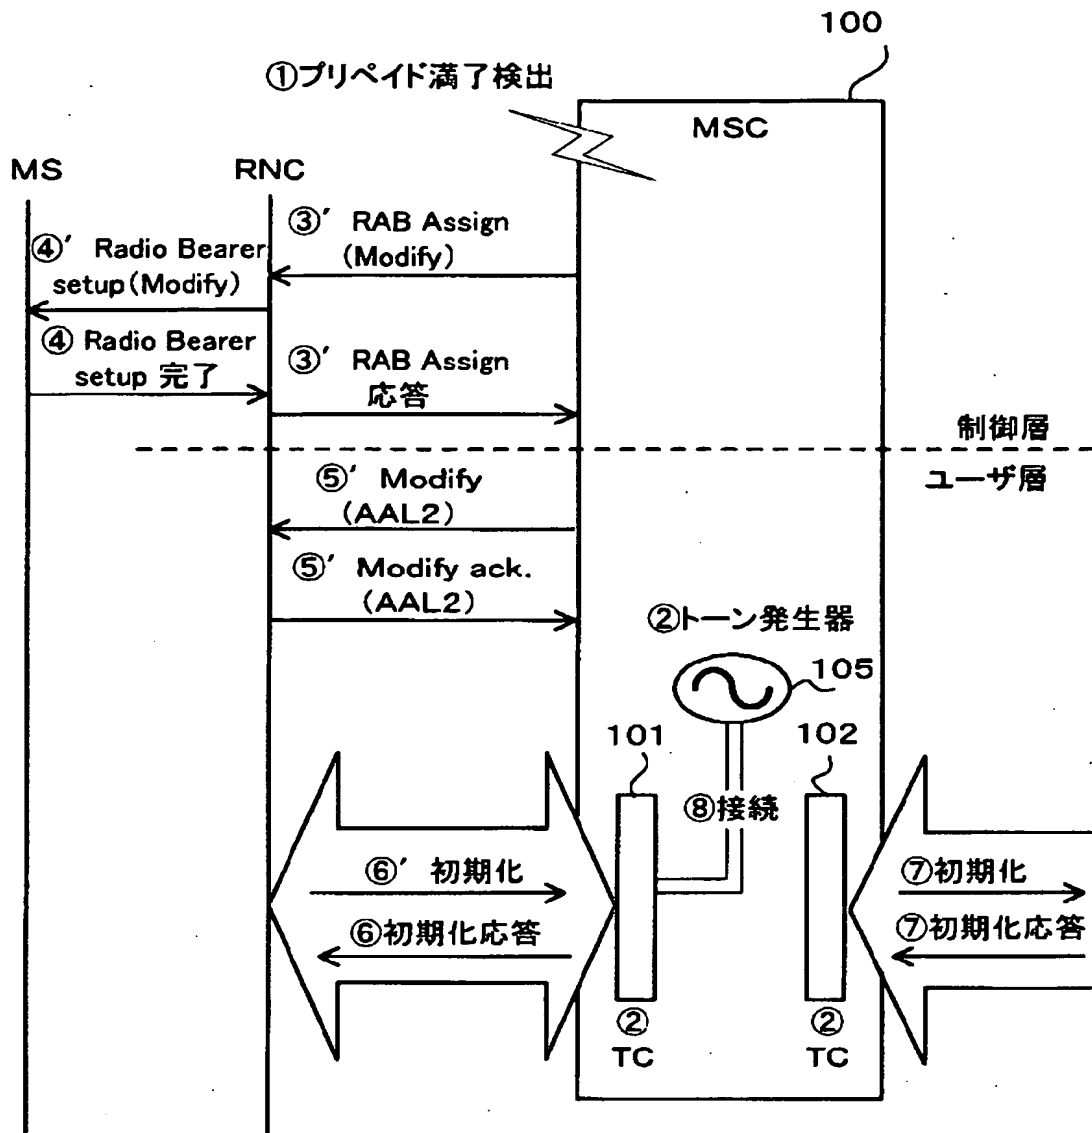 100
①プリペイド満了検出
MSC
MS
RNC
③′ RAB Assign
(Modify)
④′ Radio Bearer
setup(Modify)
④ Radio Bearer
setup 完了
③′ RAB Assign
応答
制御層
ユーザ層
⑤′ Modify
(AAL2)
⑤′ Modify ack.
(AAL2)
②トーン発生器
105
101
102
⑧接続
⑥′ 初期化
⑥初期化応答
⑦初期化
⑦初期化応答
②
TC
②
TC